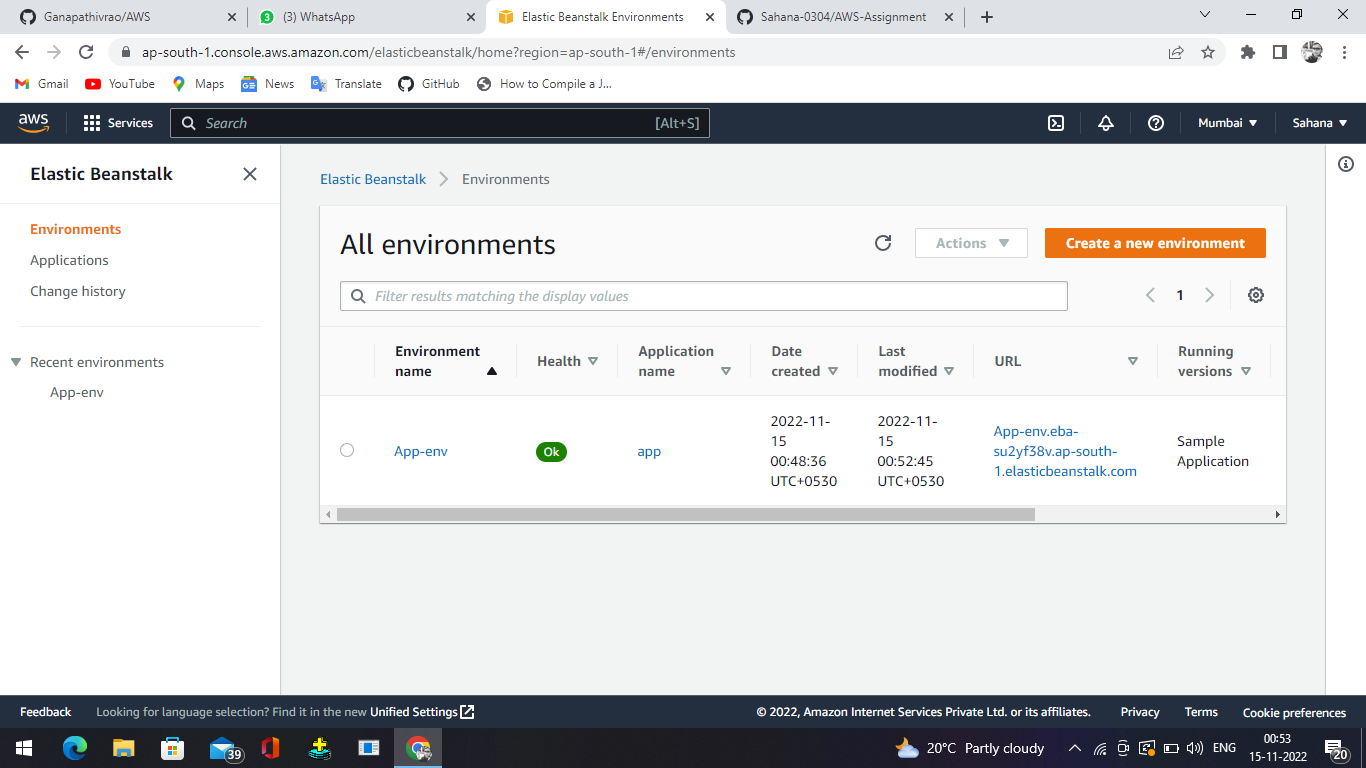 Ganapathivrao/AWS
(3) WhatsApp
Elastic Beanstalk Environments
Sahana-0304/AWS-Assignment
ap-south-1.console.aws.amazon.com/elasticbeanstalk/home?region=ap-south-1#/environments
Gmail
YouTube
Maps
News
Translate
GitHub
How to Compile a J...
aws
Services
Search
[Alt+S]
Mumbai
Sahana
Elastic Beanstalk
Environments
Applications
Change history
Recent environments
App-env
Elastic Beanstalk
Environments
All environments
Actions
Create a new environment
Filter results matching the display values
1
Environment
name
Health
Application
name
Date
created
Last
modified
URL
Running
versions
App-env
Ok
app
2022-11-
15
00:48:36
UTC+0530
2022-11-
15
00:52:45
UTC+0530
App-env.eba-
su2yf38v.ap-south-
1.elasticbeanstalk.com
Sample
Application
Feedback
Looking for language selection? Find it in the new Unified Settings
© 2022, Amazon Internet Services Private Ltd. or its affiliates.
Privacy
Terms
Cookie preferences
39
20°C Partly cloudy
ENG
00:53
15-11-2022
20